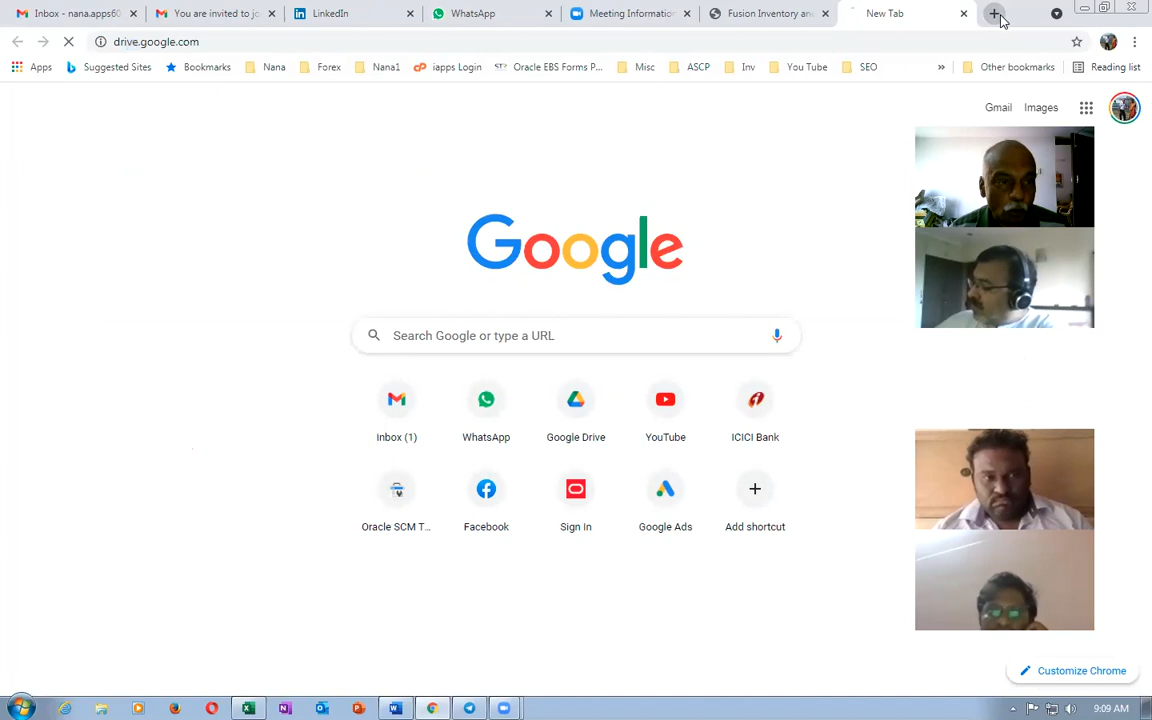 Inbox - nana.apps60
You are invited to jo
LinkedIn
WhatsApp
Meeting Information
Fusion Inventory an
New Tab
drive.google.com
Apps
Suggested Sites
Bookmarks
Nana
Forex
Nana1
iapps Login
Oracle EBS Forms P...
Misc
ASCP
Inv
You Tube
SEO
Other bookmarks
Reading list
Gmail
Images
Google
Search Google or type a URL
Inbox (1)
WhatsApp
Google Drive
YouTube
ICICI Bank
Oracle SCM T...
Facebook
Sign In
Google Ads
Add shortcut
Customize Chrome
9:09 AM